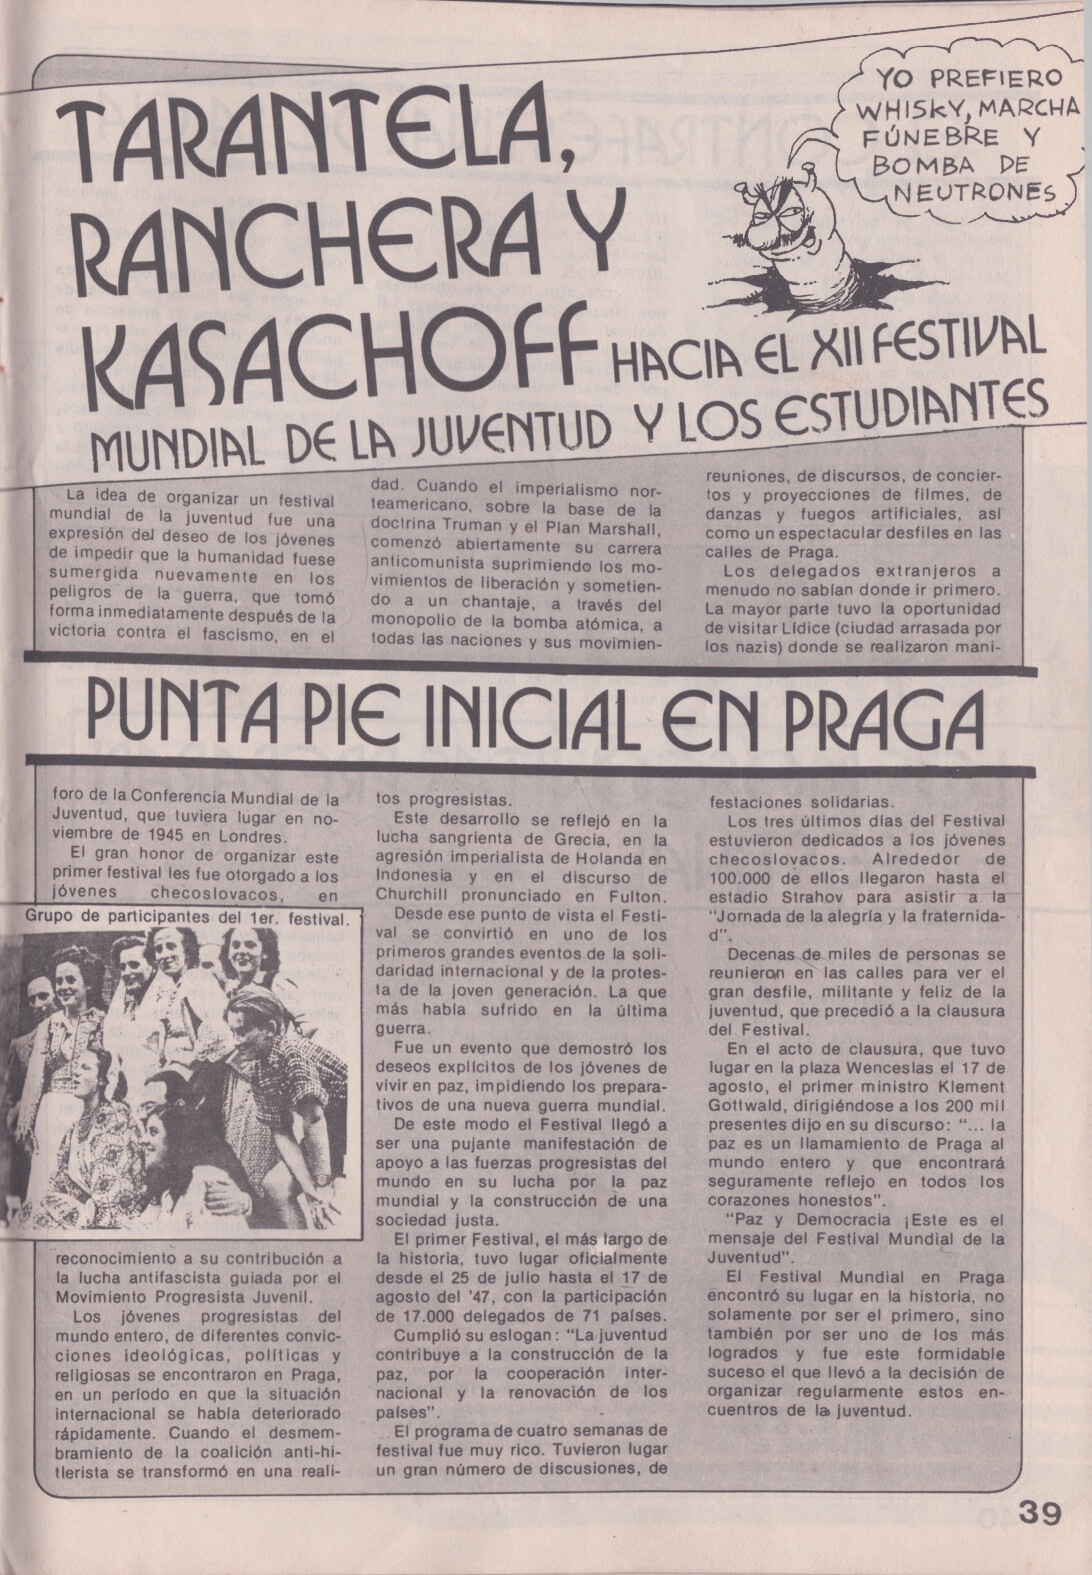 TARANTELA,
RANCHERA Y
KASACHOFF HACIA EL XII FESTIVAL
MUNDIAL DE LA JUVENTUD Y LOS ESTUDIANTES
YO PREFIERO
WHISKY, MARCHA
FÚNEBRE Y
BOMBA DE
NEUTRONES
La idea de organizar un festival
mundial de la juventud fue una
expresión del deseo de los jóvenes
de impedir que la humanidad fuese
sumergida nuevamente en los
peligros de la guerra, que tomó
forma inmediatamente después de la
victoria contra el fascismo, en el
PUNTA PIE INICIAL EN PRAGA
foro de la Conferencia Mundial de la
Juventud, que tuviera lugar en no-
viembre de 1945 en Londres.
El gran honor de organizar este
primer festival les fue otorgado a los
jóvenes checoslovacos, en
Grupo de participantes del 1er. festival.
reconocimiento a su contribución a
la lucha antifascista guiada por el
Movimiento Progresista Juvenil.
Los jóvenes progresistas del
mundo entero, de diferentes convic-
ciones ideológicas, políticas y
religiosas se encontraron en Praga,
en un período en que la situación
internacional se había deteriorado
rápidamente. Cuando el desmem-
bramiento de la coalición anti-hi-
tlerista se transformó en una reali-
dad. Cuando el imperialismo nor-
teamericano, sobre la base de la
doctrina Truman y el Plan Marshall,
comenzó abiertamente su carrera
anticomunista suprimiendo los mo-
vimientos de liberación y sometien-
do a un chantaje, a través del
monopolio de la bomba atómica, a
todas las naciones y sus movimien-
tos progresistas.
Este desarrollo se reflejó en la
lucha sangrienta de Grecia, en la
agresión imperialista de Holanda en
Indonesia y en el discurso de
Churchill pronunciado en Fulton.
Desde ese punto de vista el Festi-
val se convirtió en uno de los
primeros grandes eventos de la soli-
daridad internacional y de la protes-
ta de la joven generación. La que
más había sufrido en la última
guerra.
Fue un evento que demostró los
deseos explícitos de los jóvenes de
vivir en paz, impidiendo los prepara-
tivos de una nueva guerra mundial.
De este modo el Festival llegó a
ser una pujante manifestación de
apoyo a las fuerzas progresistas del
mundo en su lucha por la paz
mundial y la construcción de una
sociedad justa.
El primer Festival, el más largo de
la historia, tuvo lugar oficialmente
desde el 25 de julio hasta el 17 de
agosto del '47, con la participación
de 17.000 delegados de 71 países.
Cumplió su eslogan: "La juventud
contribuye a la construcción de la
paz, por la cooperación inter-
nacional y la renovación de los
países".
El programa de cuatro semanas de
festival fue muy rico. Tuvieron lugar
un gran número de discusiones, de
reuniones, de discursos, de concier-
tos y proyecciones de filmes, de
danzas y fuegos artificiales, así
como un espectacular desfiles en las
calles de Praga.
Los delegados extranjeros a
menudo no sabían donde ir primero.
La mayor parte tuvo la oportunidad
de visitar Lídice (ciudad arrasada por
los nazis) donde se realizaron mani-
festaciones solidarias.
Los tres últimos días del Festival
estuvieron dedicados a los jóvenes
checoslovacos. Alrededor de
100.000 de ellos llegaron hasta el
estadio Strahov para asistir a la
"Jornada de la alegría y la fraternida-
d".
Decenas de miles de personas se
reunieron en las calles para ver el
gran desfile, militante y feliz de la
juventud, que precedió a la clausura
del Festival.
En el acto de clausura, que tuvo
lugar en la plaza Wenceslas el 17 de
agosto, el primer ministro Klement
Gottwald, dirigiéndose a los 200 mil
presentes dijo en su discurso: "... la
paz es un llamamiento de Praga al
mundo entero y que encontrará
seguramente reflejo en todos los
corazones honestos".
"Paz y Democracia ¡Este es el
mensaje del Festival Mundial de la
Juventud".
El Festival Mundial en Praga
encontró su lugar en la historia, no
solamente por ser el primero, sino
también por ser uno de los más
logrados y fue este formidable
suceso el que llevó a la decisión de
organizar regularmente estos en-
cuentros de la juventud.
39